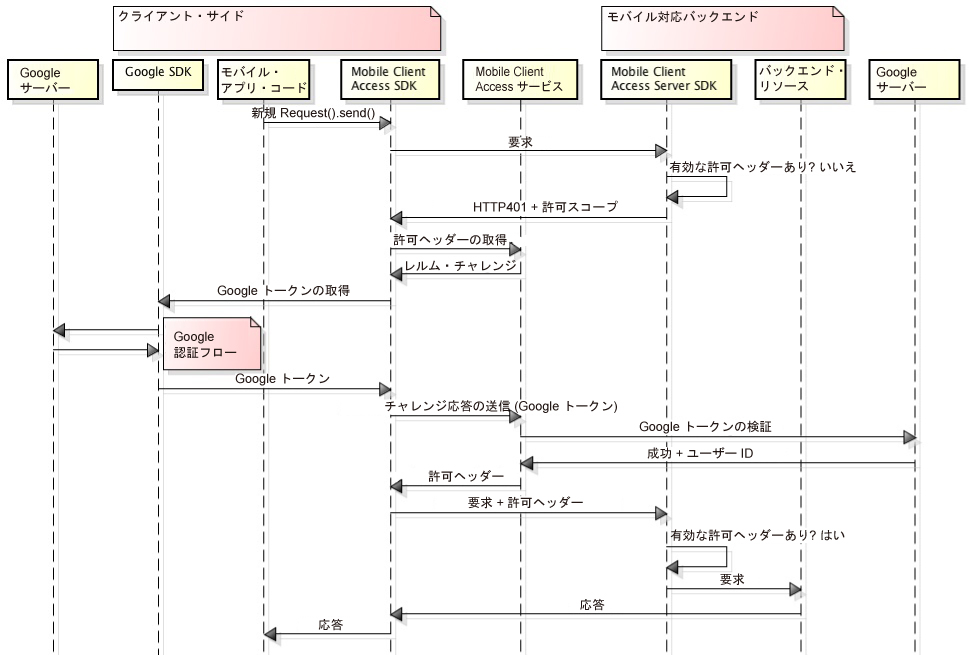 クライアント・サイド
モバイル対応バックエンド
Google
サーバー
Google SDK
モバイル・
アプリ・コード
Mobile Client
Access SDK
Mobile Client
Access サービス
Mobile Client
Access Server SDK
バックエンド・
リソース
Google
サーバー
新規 Request().send()
要求
有効な許可ヘッダーあり? いいえ
HTTP401 + 許可スコープ
許可ヘッダーの取得
レルム・チャレンジ
Google トークンの取得
Google
認証フロー
Google トークン
チャレンジ応答の送信 (Google トークン)
Google トークンの検証
成功 + ユーザー ID
許可ヘッダー
要求 + 許可ヘッダー
有効な許可ヘッダーあり? はい
要求
応答
応答